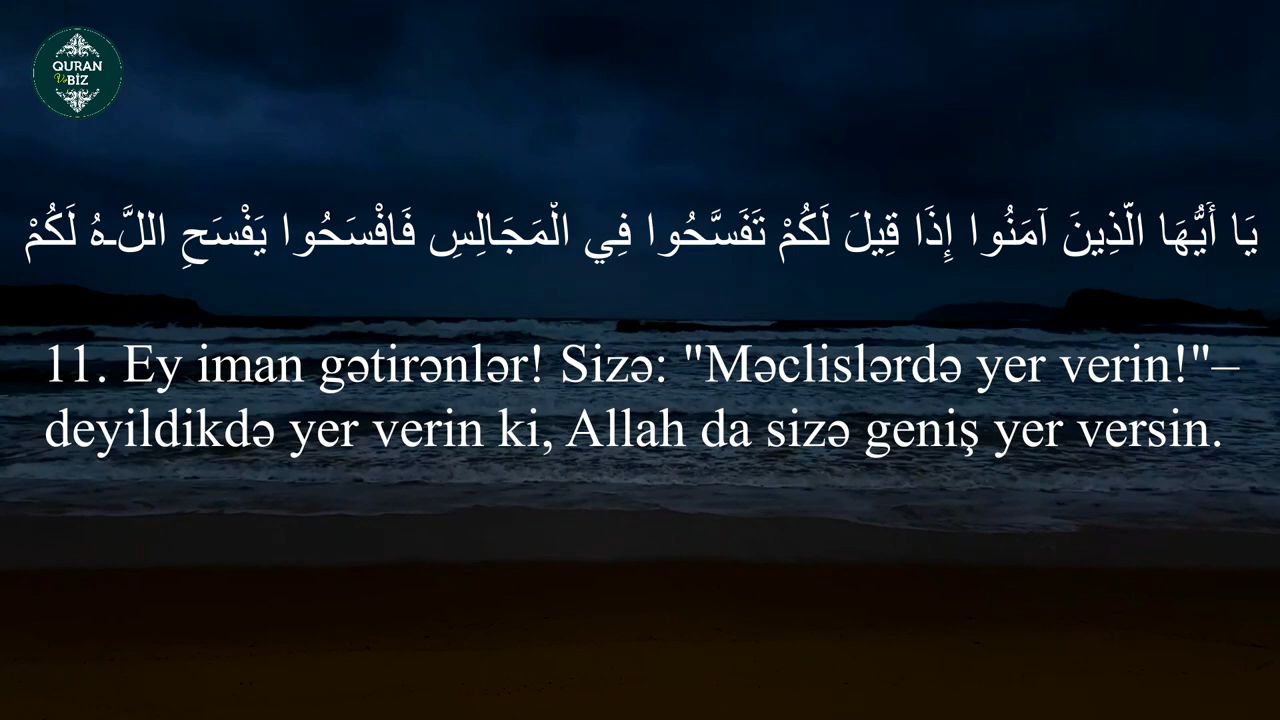 QURAN
Və BİZ
يَا أَيُّهَا الَّذِينَ آمَنُوا إِذَا قِيلَ لَكُمْ تَفَسَّحُوا فِي الْمَجَالِسِ فَافْسَحُوا يَفْسَحِ اللَّـهُ لَكُمْ
11. Ey iman gətirənlər! Sizə: "Məclislərdə yer verin!"–
deyildikdə yer verin ki, Allah da sizə geniş yer versin.